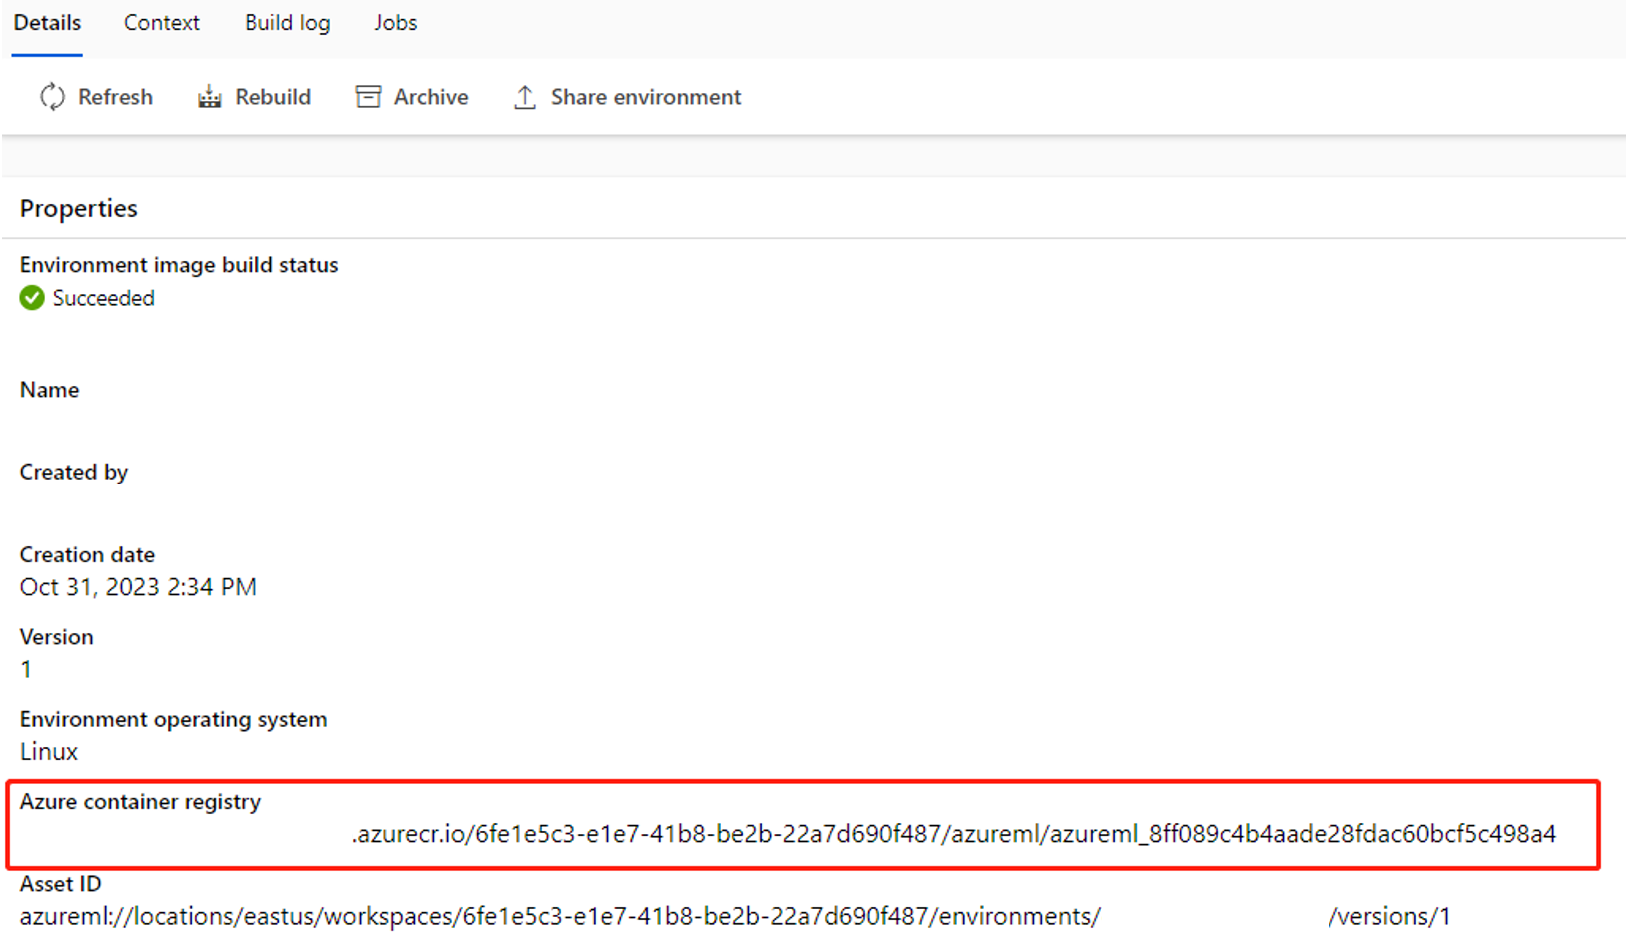 Details Context Build log Jobs
Refresh Rebuild Archive Share environment
Properties
Environment image build status
Succeeded
Name
Created by
Creation date
Oct 31, 2023 2:34 PM
Version
1
Environment operating system
Linux
Azure container registry
.azurecr.io/6fe1e5c3-e1e7-41b8-be2b-22a7d690f487/azureml/azureml_8ff089c4b4aade28fdac60bcf5c498a4
Asset ID
azureml://locations/eastus/workspaces/6fe1e5c3-e1e7-41b8-be2b-22a7d690f487/environments/ /versions/1